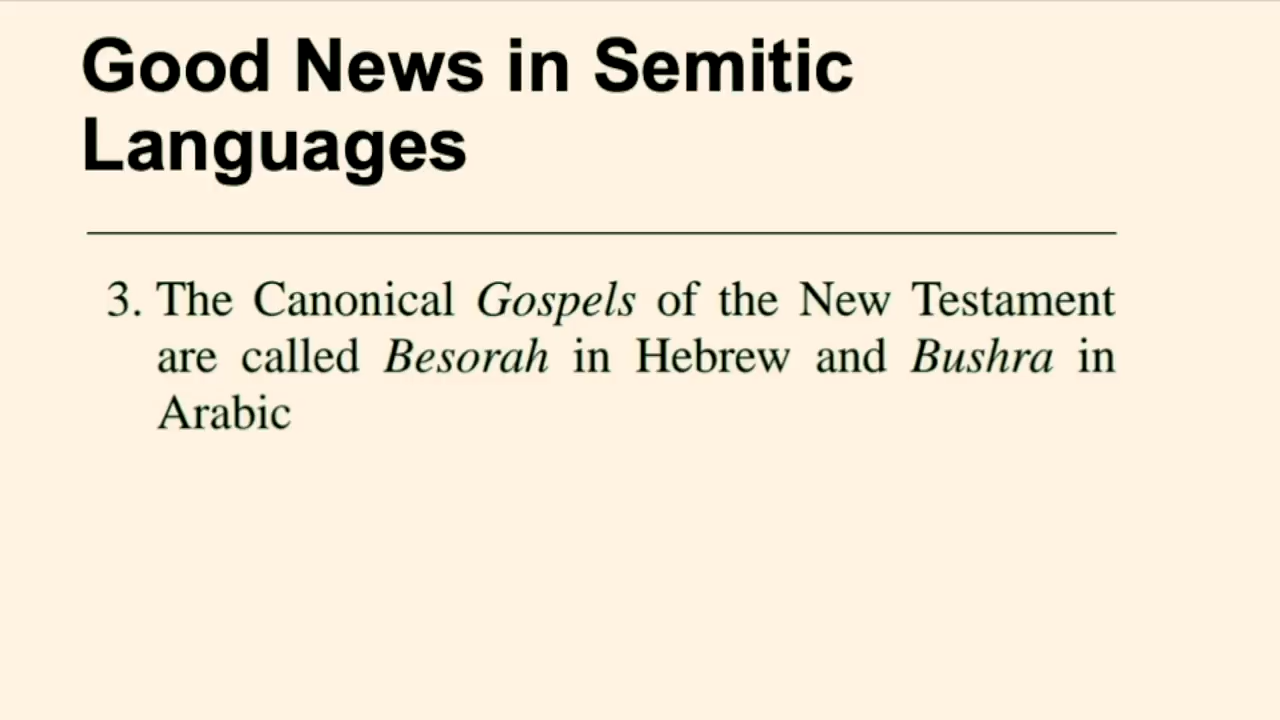 Good News in Semitic
Languages
3. The Canonical Gospels of the New Testament
are called Besorah in Hebrew and Bushra in
Arabic